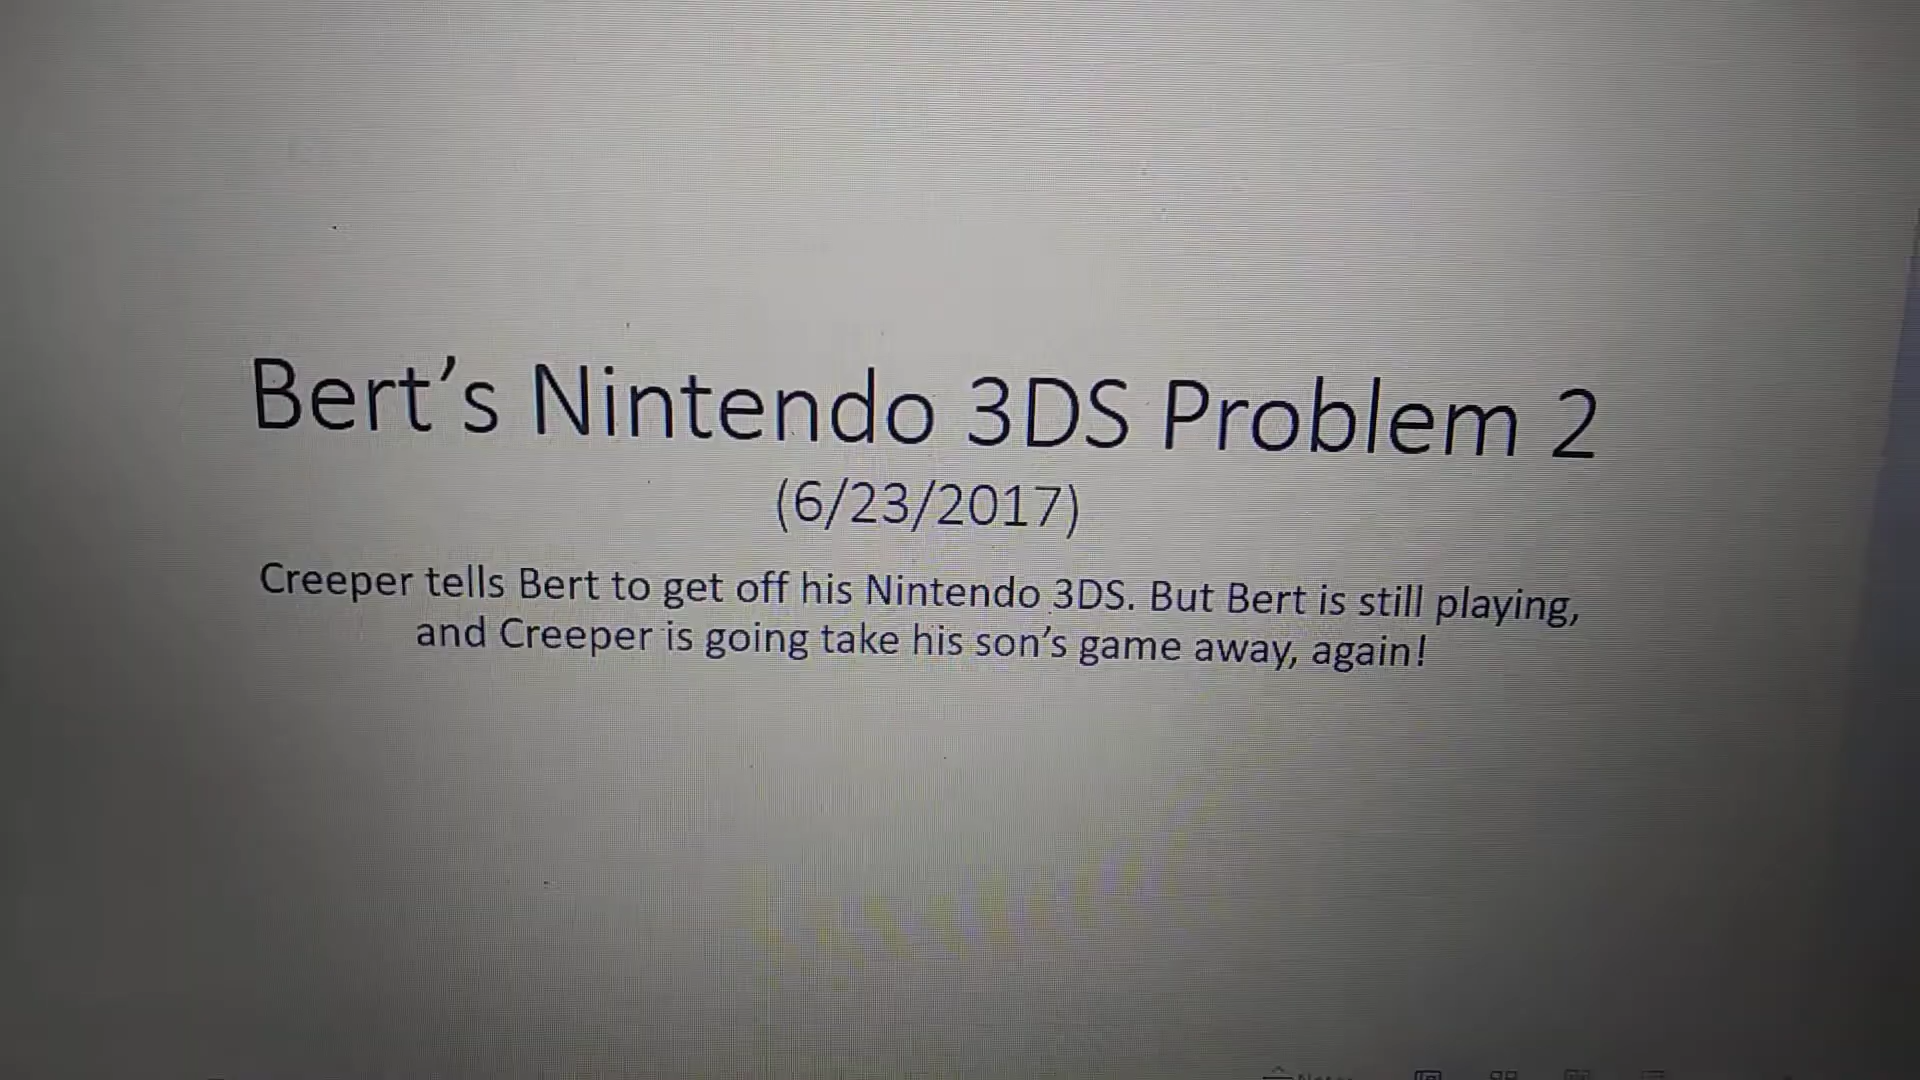 Bert's Nintendo 3DS Problem 2
(6/23/2017)
Creeper tells Bert to get off his Nintendo 3DS. But Bert is still playing,
and Creeper is going take his son's game away, again!